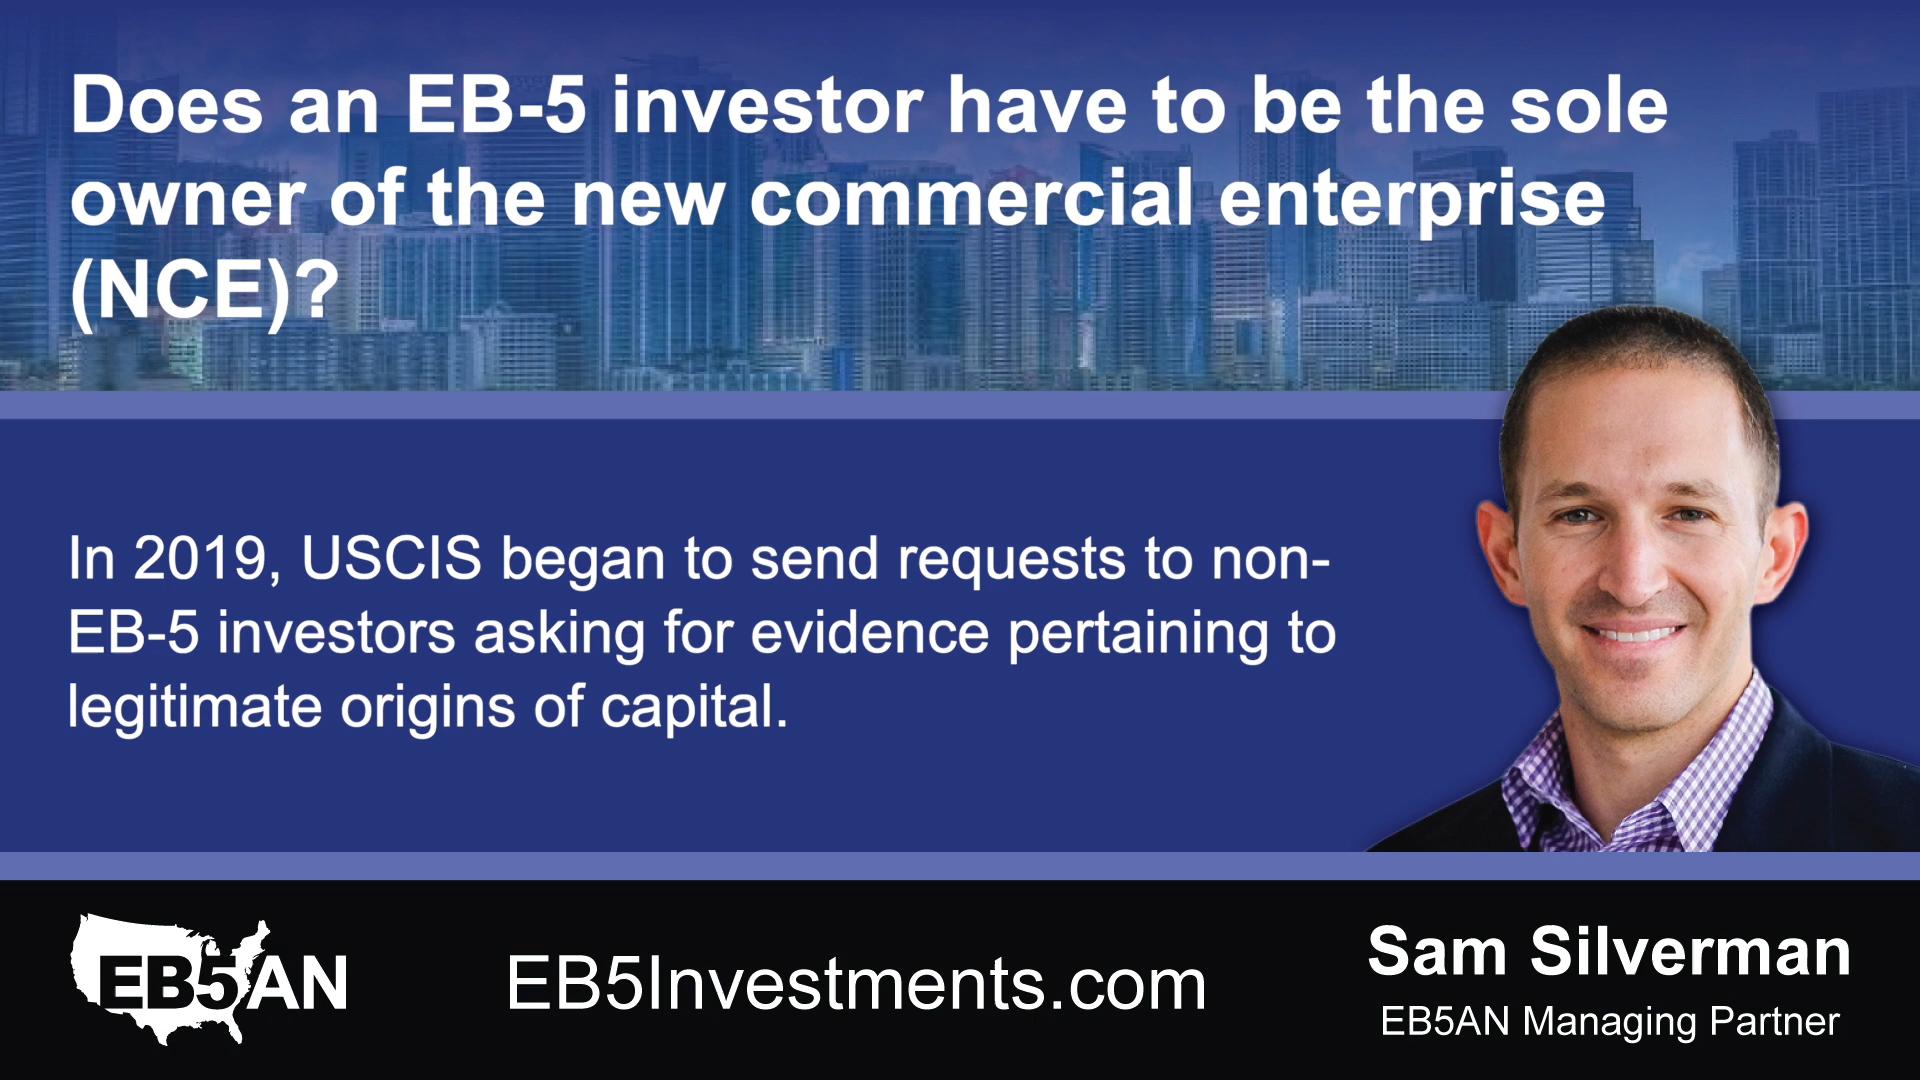 Does an EB-5 investor have to be the sole
owner of the new commercial enterprise
(NCE)?
In 2019, USCIS began to send requests to non-
EB-5 investors asking for evidence pertaining to
legitimate origins of capital.
EB5AN
EB5Investments.com
Sam Silverman
EB5AN Managing Partner